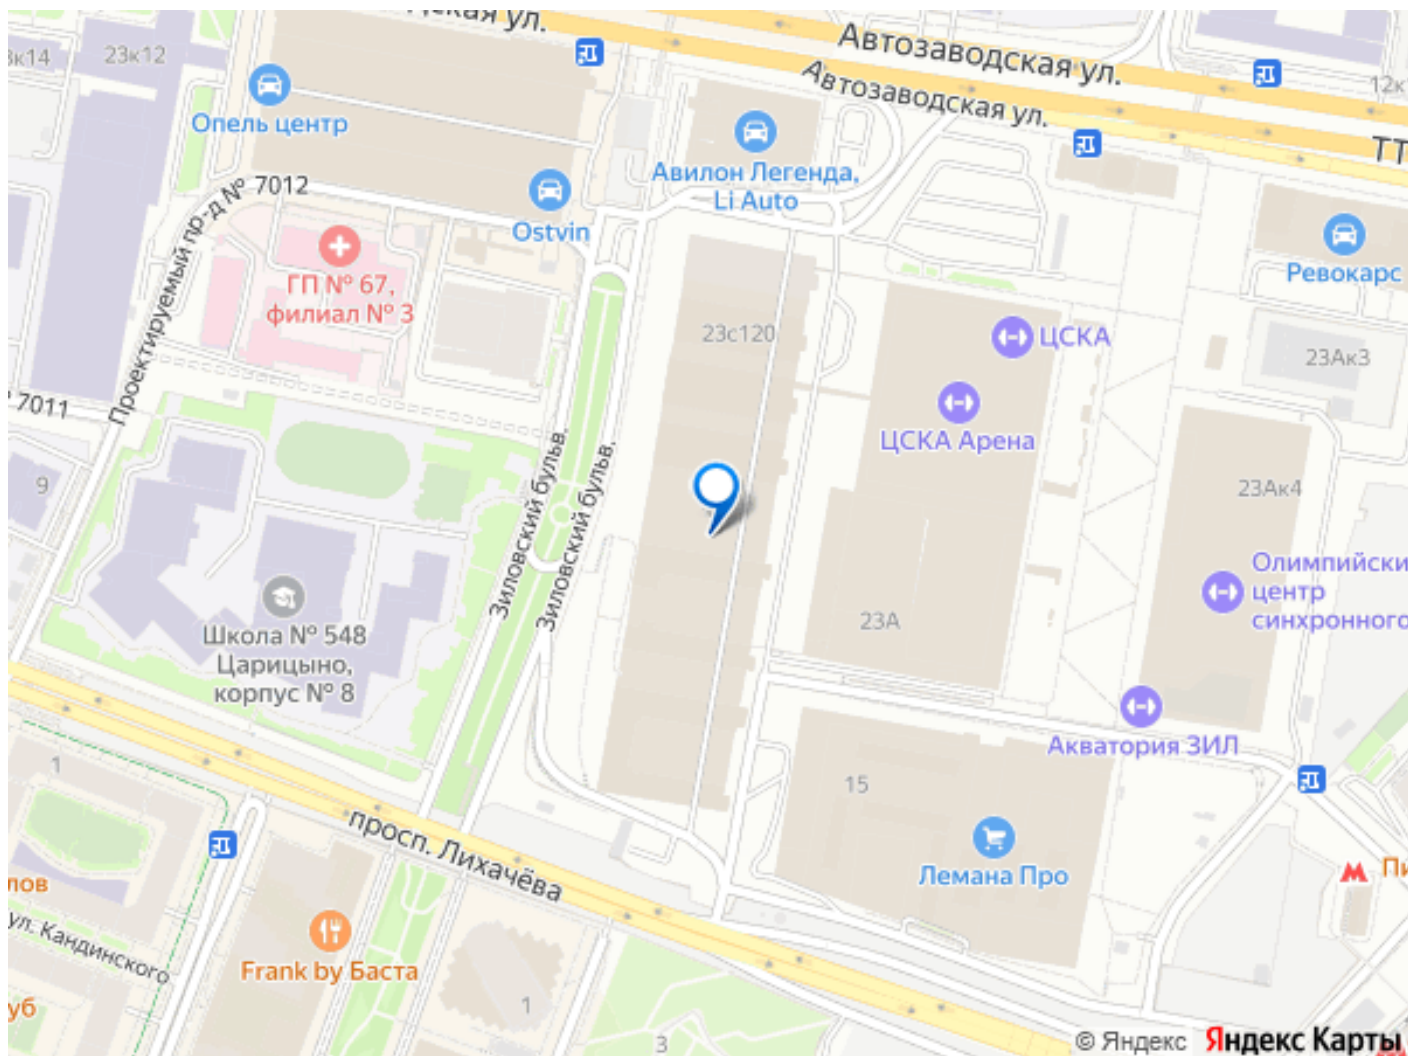 Автозаводская ул.
Автозаводская ул.
23к12
Опель центр
Авилон Легенда,
Li Auto
Проектируемый пр-д № 7012
Ostvin
ГП № 67,
филиал № 3
Ревокарс
23с120
ЦСКА
23Ак3
7011
ЦСКА Арена
Зиловский бульв.
Зиловский бульв.
9
23Ак4
23А
Школа № 548
Царицыно,
корпус № 8
центр
Акватория ЗИЛ
1
15
просп. Лихачёва
Лемана Про
ул. Кандинского
Frank by Баста
1
3
© Яндекс Яндекс Карты